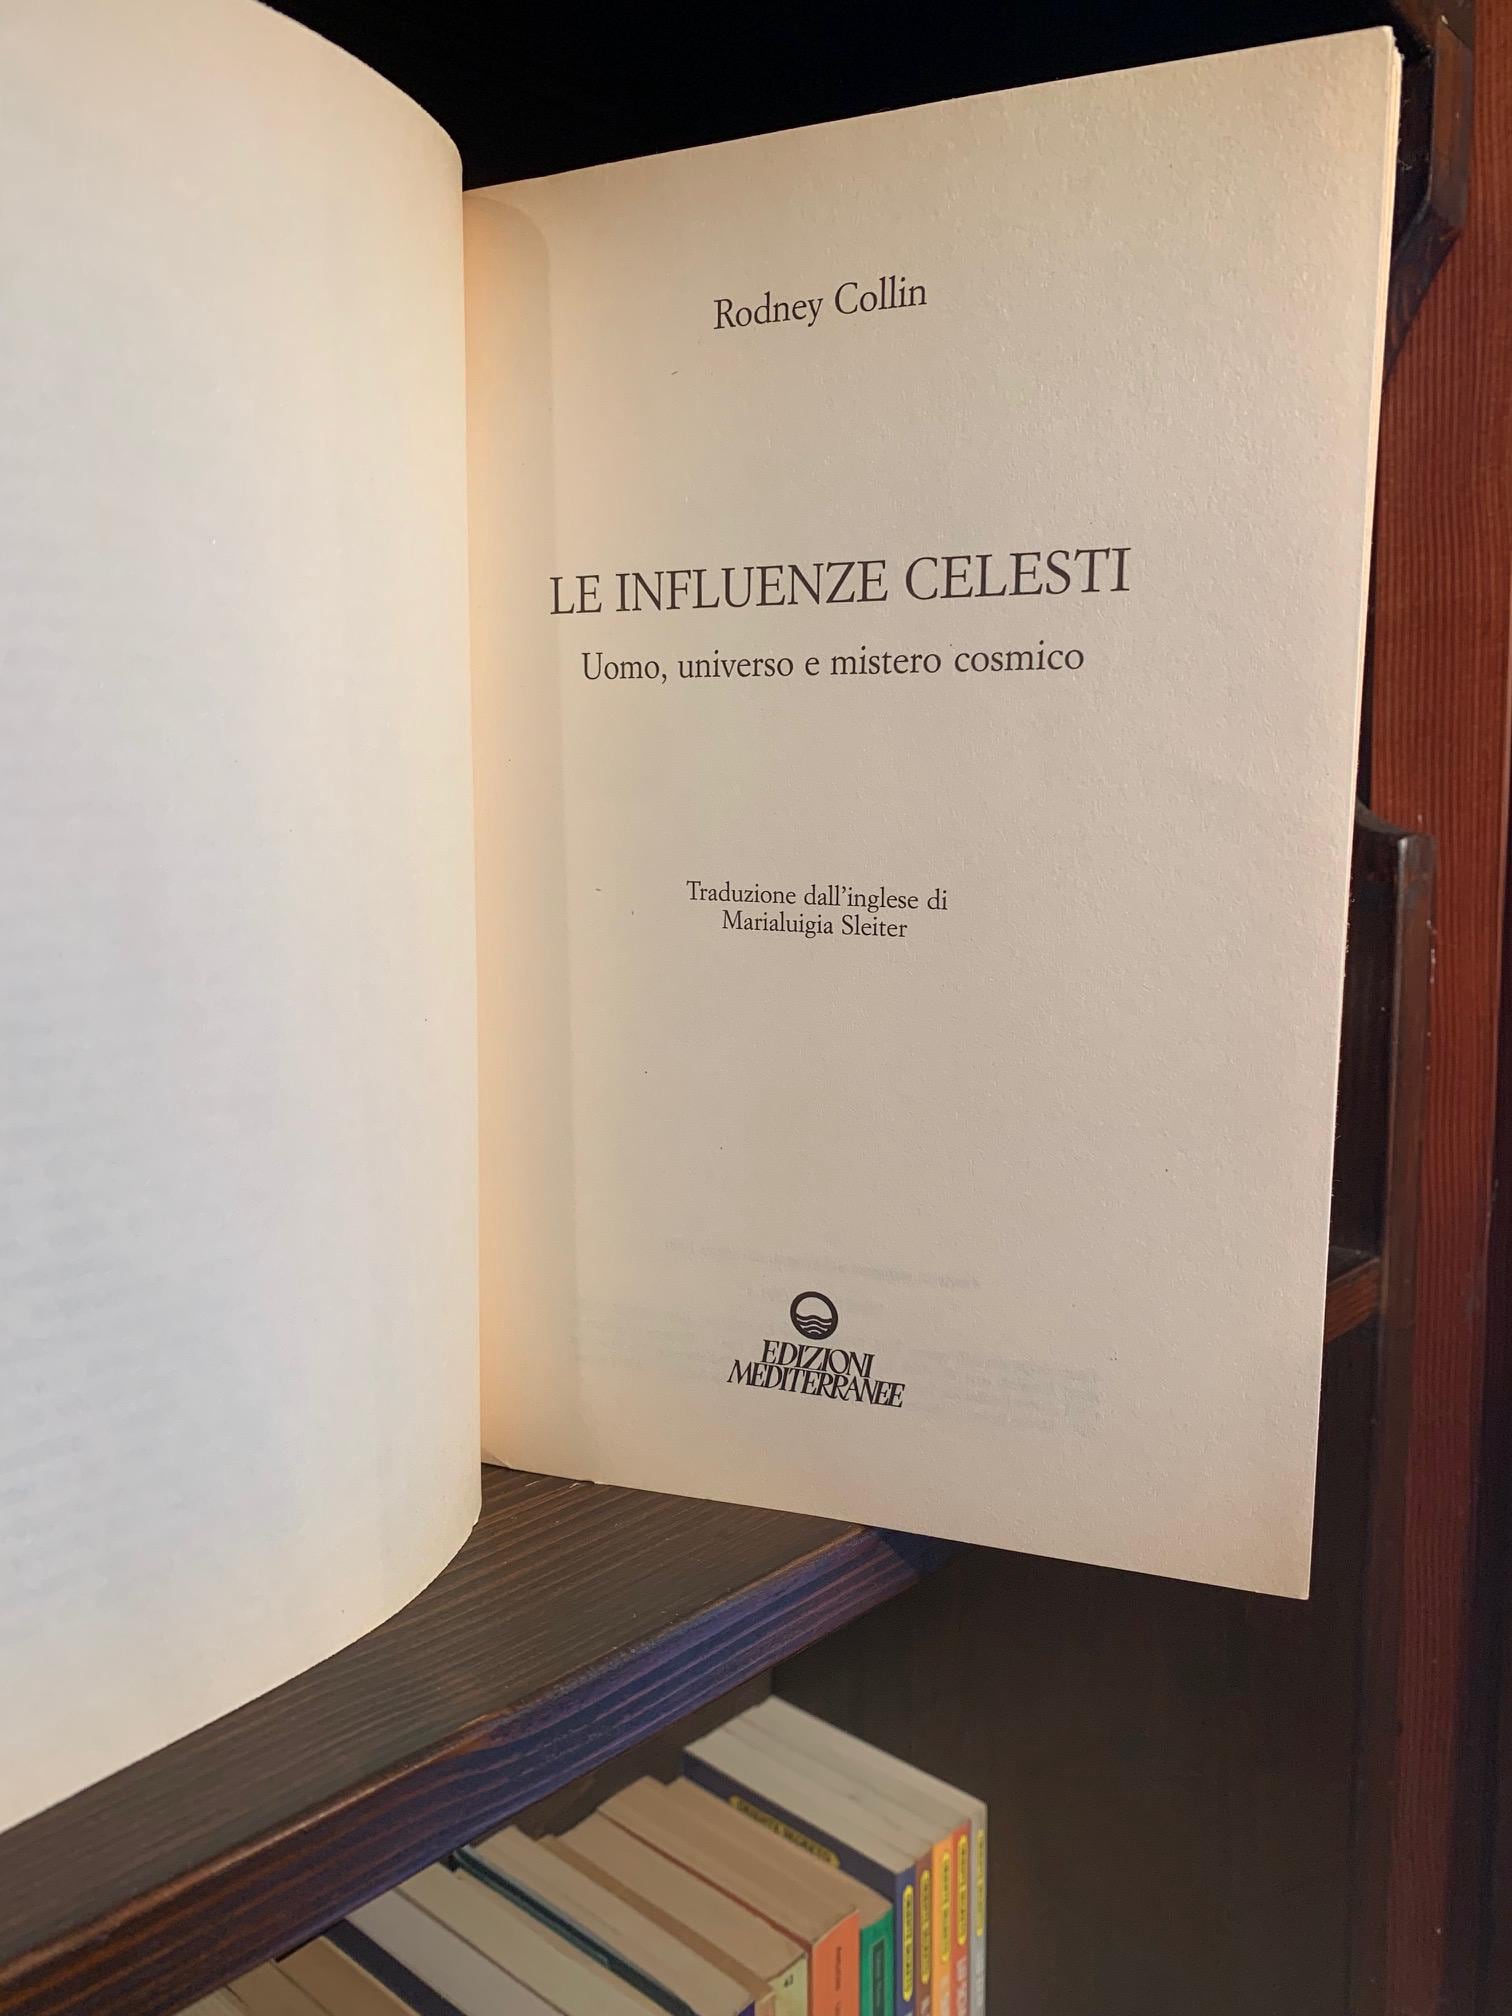 Rodney Collin
LE INFLUENZE CELESTI
Uomo, universo e mistero cosmico
Traduzione dall'inglese di
Marialuigia Sleiter
EDIZIONI
MEDITERRANEE